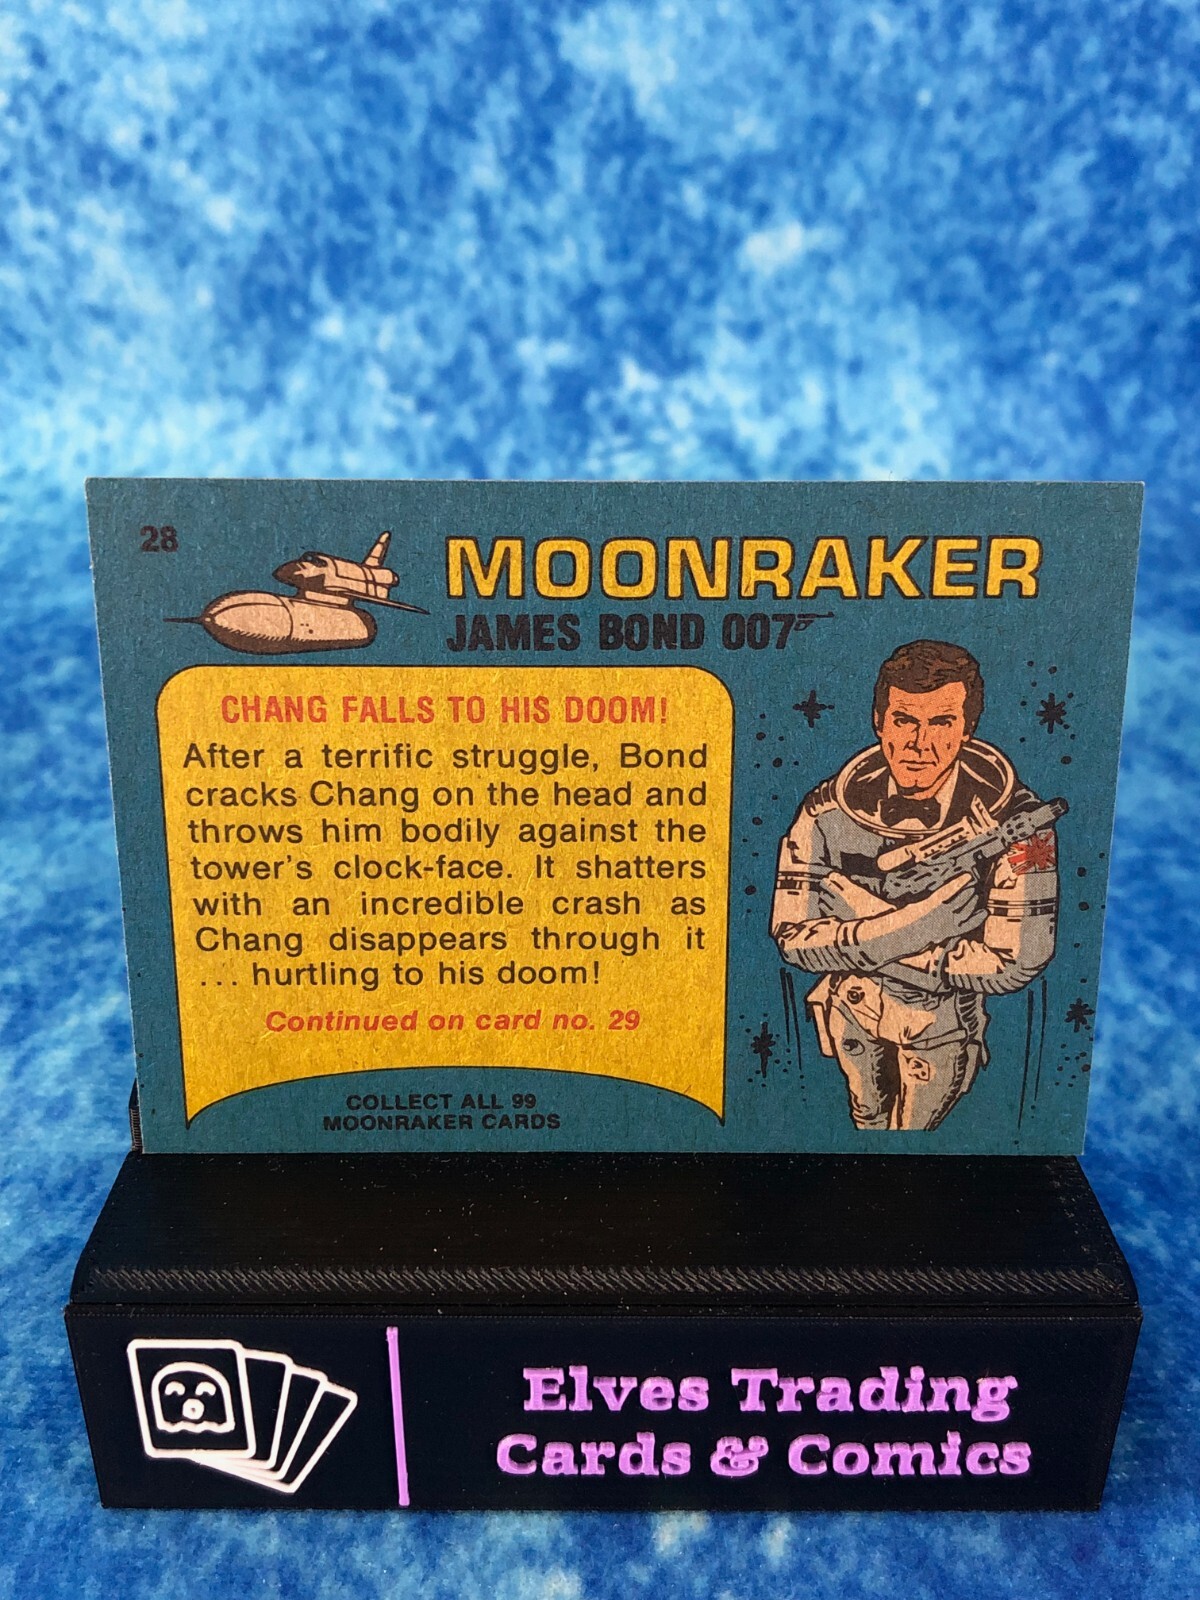 28
MOONRAKER
JAMES BOND 007
CHANG FALLS TO HIS DOOM!
After a terrific struggle, Bond
cracks Chang on the head and
throws him bodily against the
tower's clock-face. It shatters
with an incredible crash as
Chang disappears through it
... hurtling to his doom!
Continued on card no. 29
COLLECT ALL 99
MOONRAKER CARDS
Elves Trading
Cards & Comics